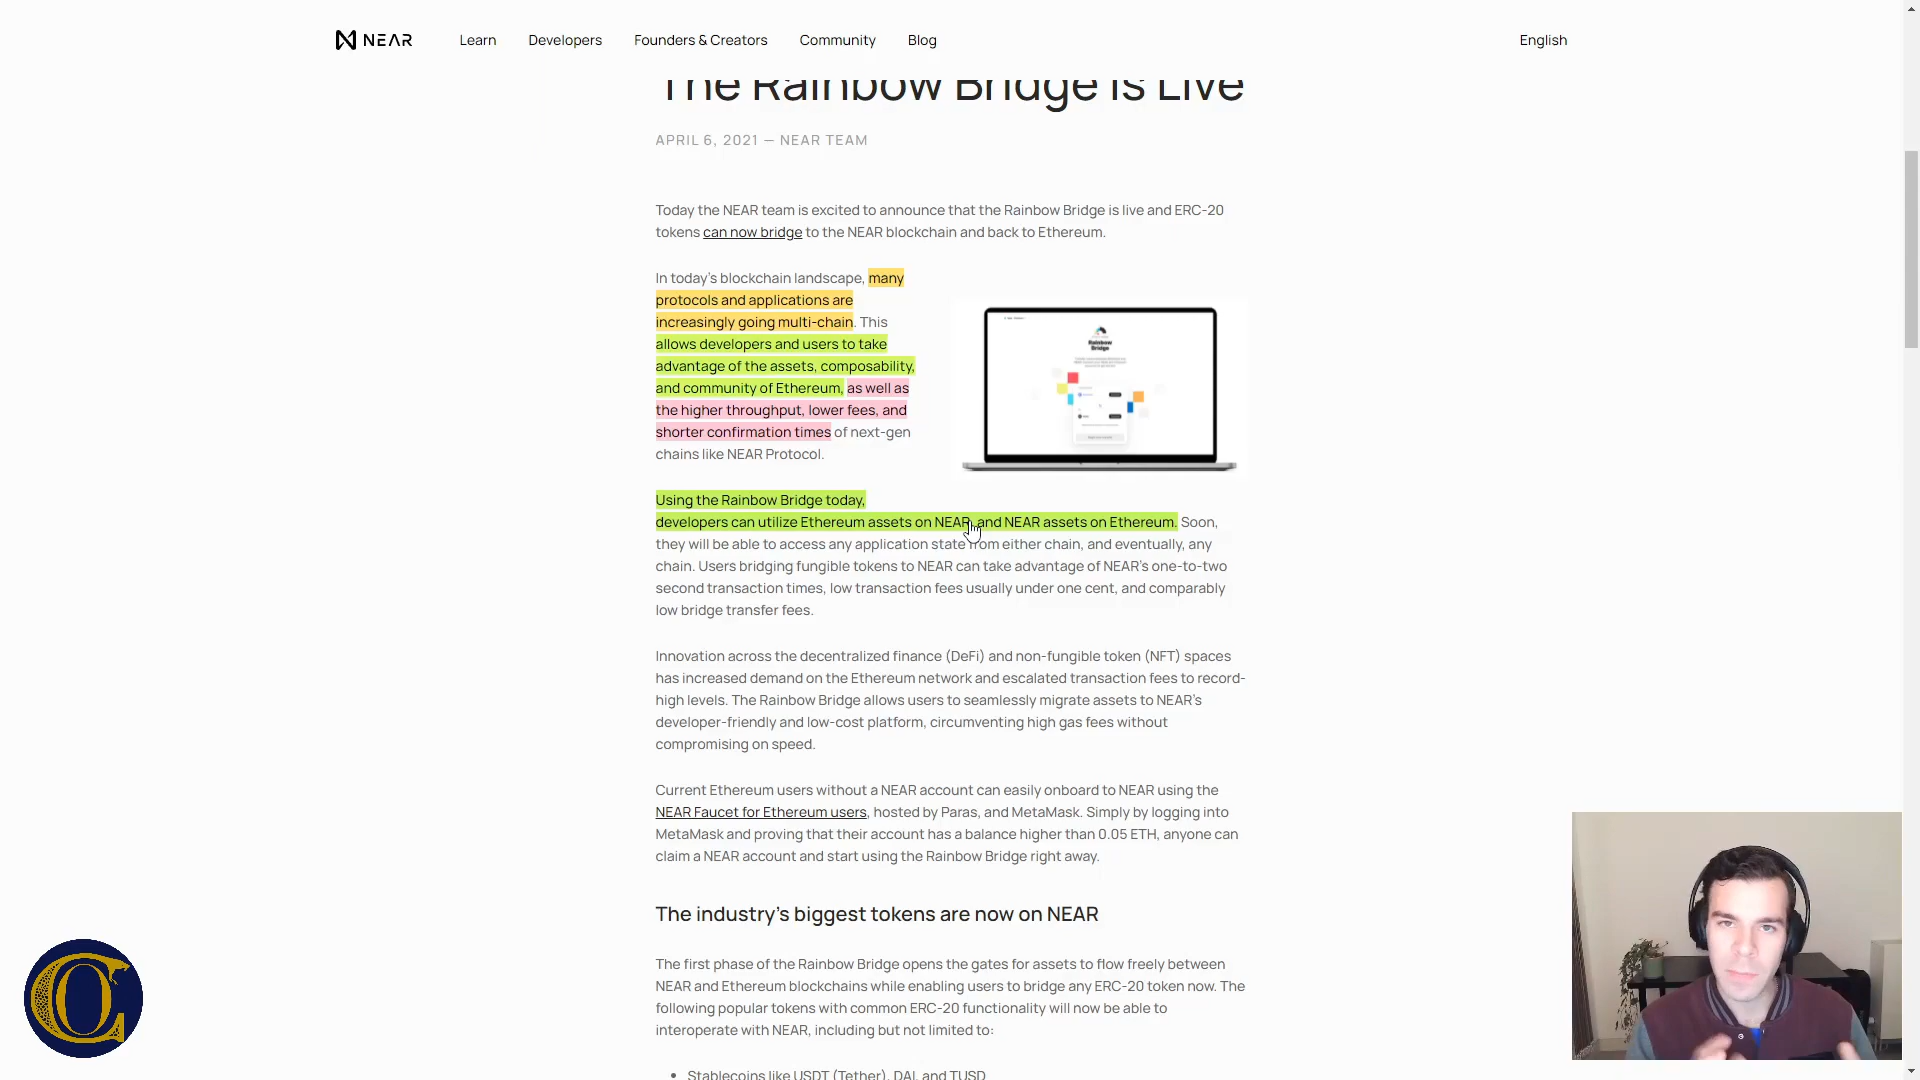 NEAR
Learn
Developers
Founders & Creators
Community
Blog
English
The Rainbow Bridge is Live
APRIL 6, 2021 — NEAR TEAM
Today the NEAR team is excited to announce that the Rainbow Bridge is live and ERC-20
tokens can now bridge to the NEAR blockchain and back to Ethereum.
In today's blockchain landscape, many
protocols and applications are
increasingly going multi-chain. This
allows developers and users to take
advantage of the assets, composability,
and community of Ethereum, as well as
the higher throughput, lower fees, and
shorter confirmation times of next-gen
chains like NEAR Protocol.
Rainbow
Bridge
Using the Rainbow Bridge today,
developers can utilize Ethereum assets on NEAR, and NEAR assets on Ethereum. Soon,
they will be able to access any application state from either chain, and eventually, any
chain. Users bridging fungible tokens to NEAR can take advantage of NEAR's one-to-two
second transaction times, low transaction fees usually under one cent, and comparably
low bridge transfer fees.
Innovation across the decentralized finance (DeFi) and non-fungible token (NFT) spaces
has increased demand on the Ethereum network and escalated transaction fees to record-
high levels. The Rainbow Bridge allows users to seamlessly migrate assets to NEAR's
developer-friendly and low-cost platform, circumventing high gas fees without
compromising on speed.
Current Ethereum users without a NEAR account can easily onboard to NEAR using the
NEAR Faucet for Ethereum users, hosted by Paras, and MetaMask. Simply by logging into
MetaMask and proving that their account has a balance higher than 0.05 ETH, anyone can
claim a NEAR account and start using the Rainbow Bridge right away.
The industry's biggest tokens are now on NEAR
The first phase of the Rainbow Bridge opens the gates for assets to flow freely between
NEAR and Ethereum blockchains while enabling users to bridge any ERC-20 token now. The
following popular tokens with common ERC-20 functionality will now be able to
interoperate with NEAR, including but not limited to:
• Stablecoins like USDT (Tether), DAI, and TUSD